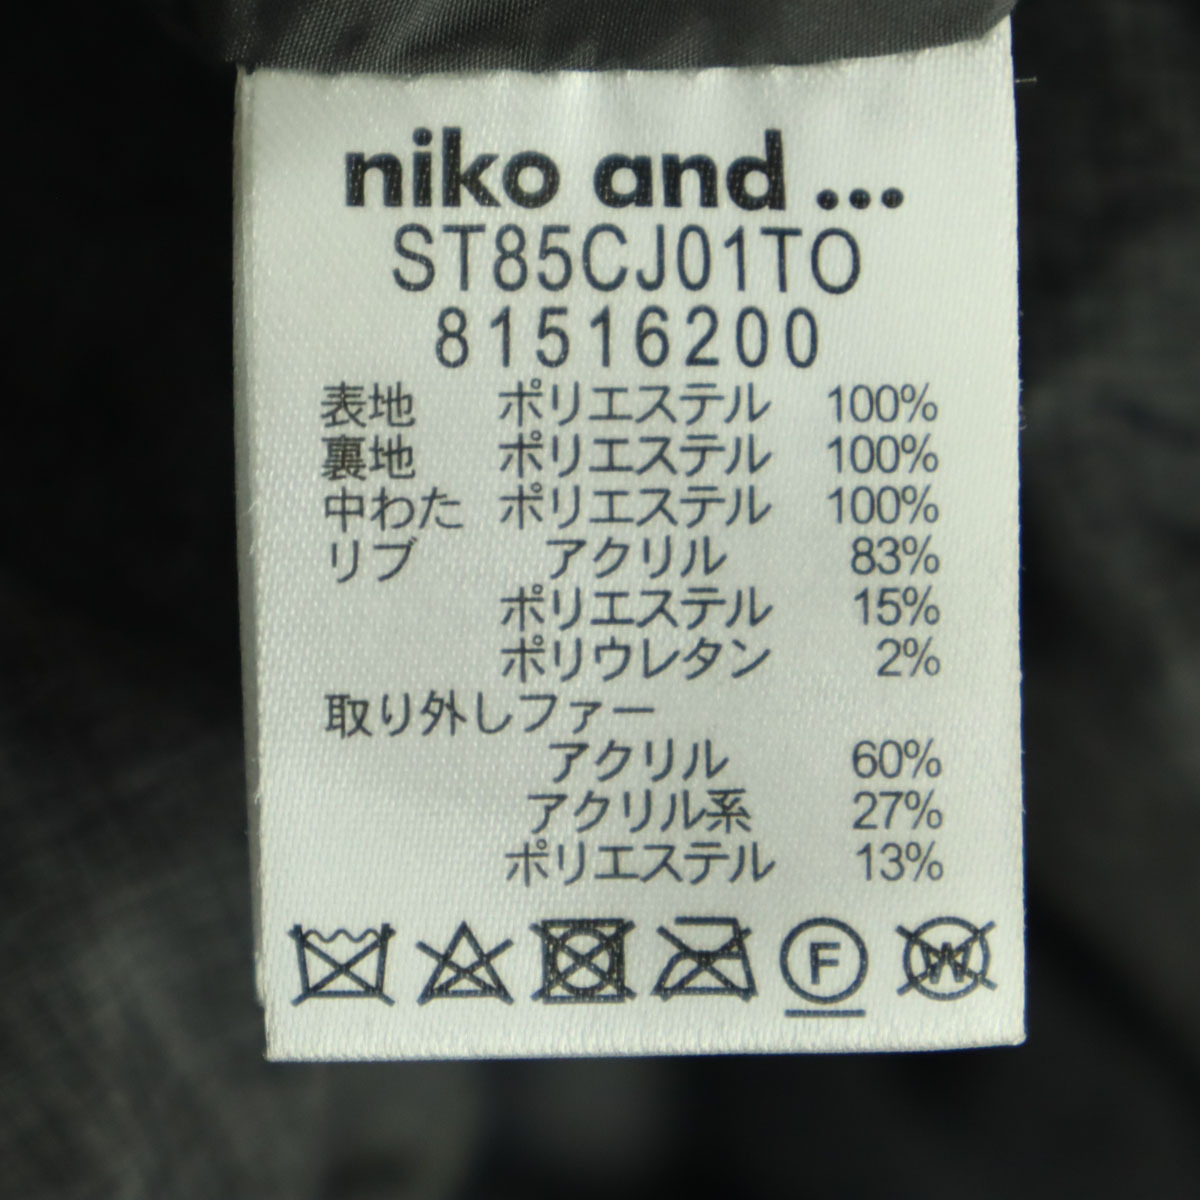 niko and ...
ST85CJ01TO
81516200
表地 ポリエステル 100%
裏地 ポリエステル 100%
中わた ポリエステル 100%
リブ アクリル 83%
ポリエステル 15%
ポリウレタン 2%
取り外しファー
アクリル 60%
アクリル系 27%
ポリエステル 13%
F W